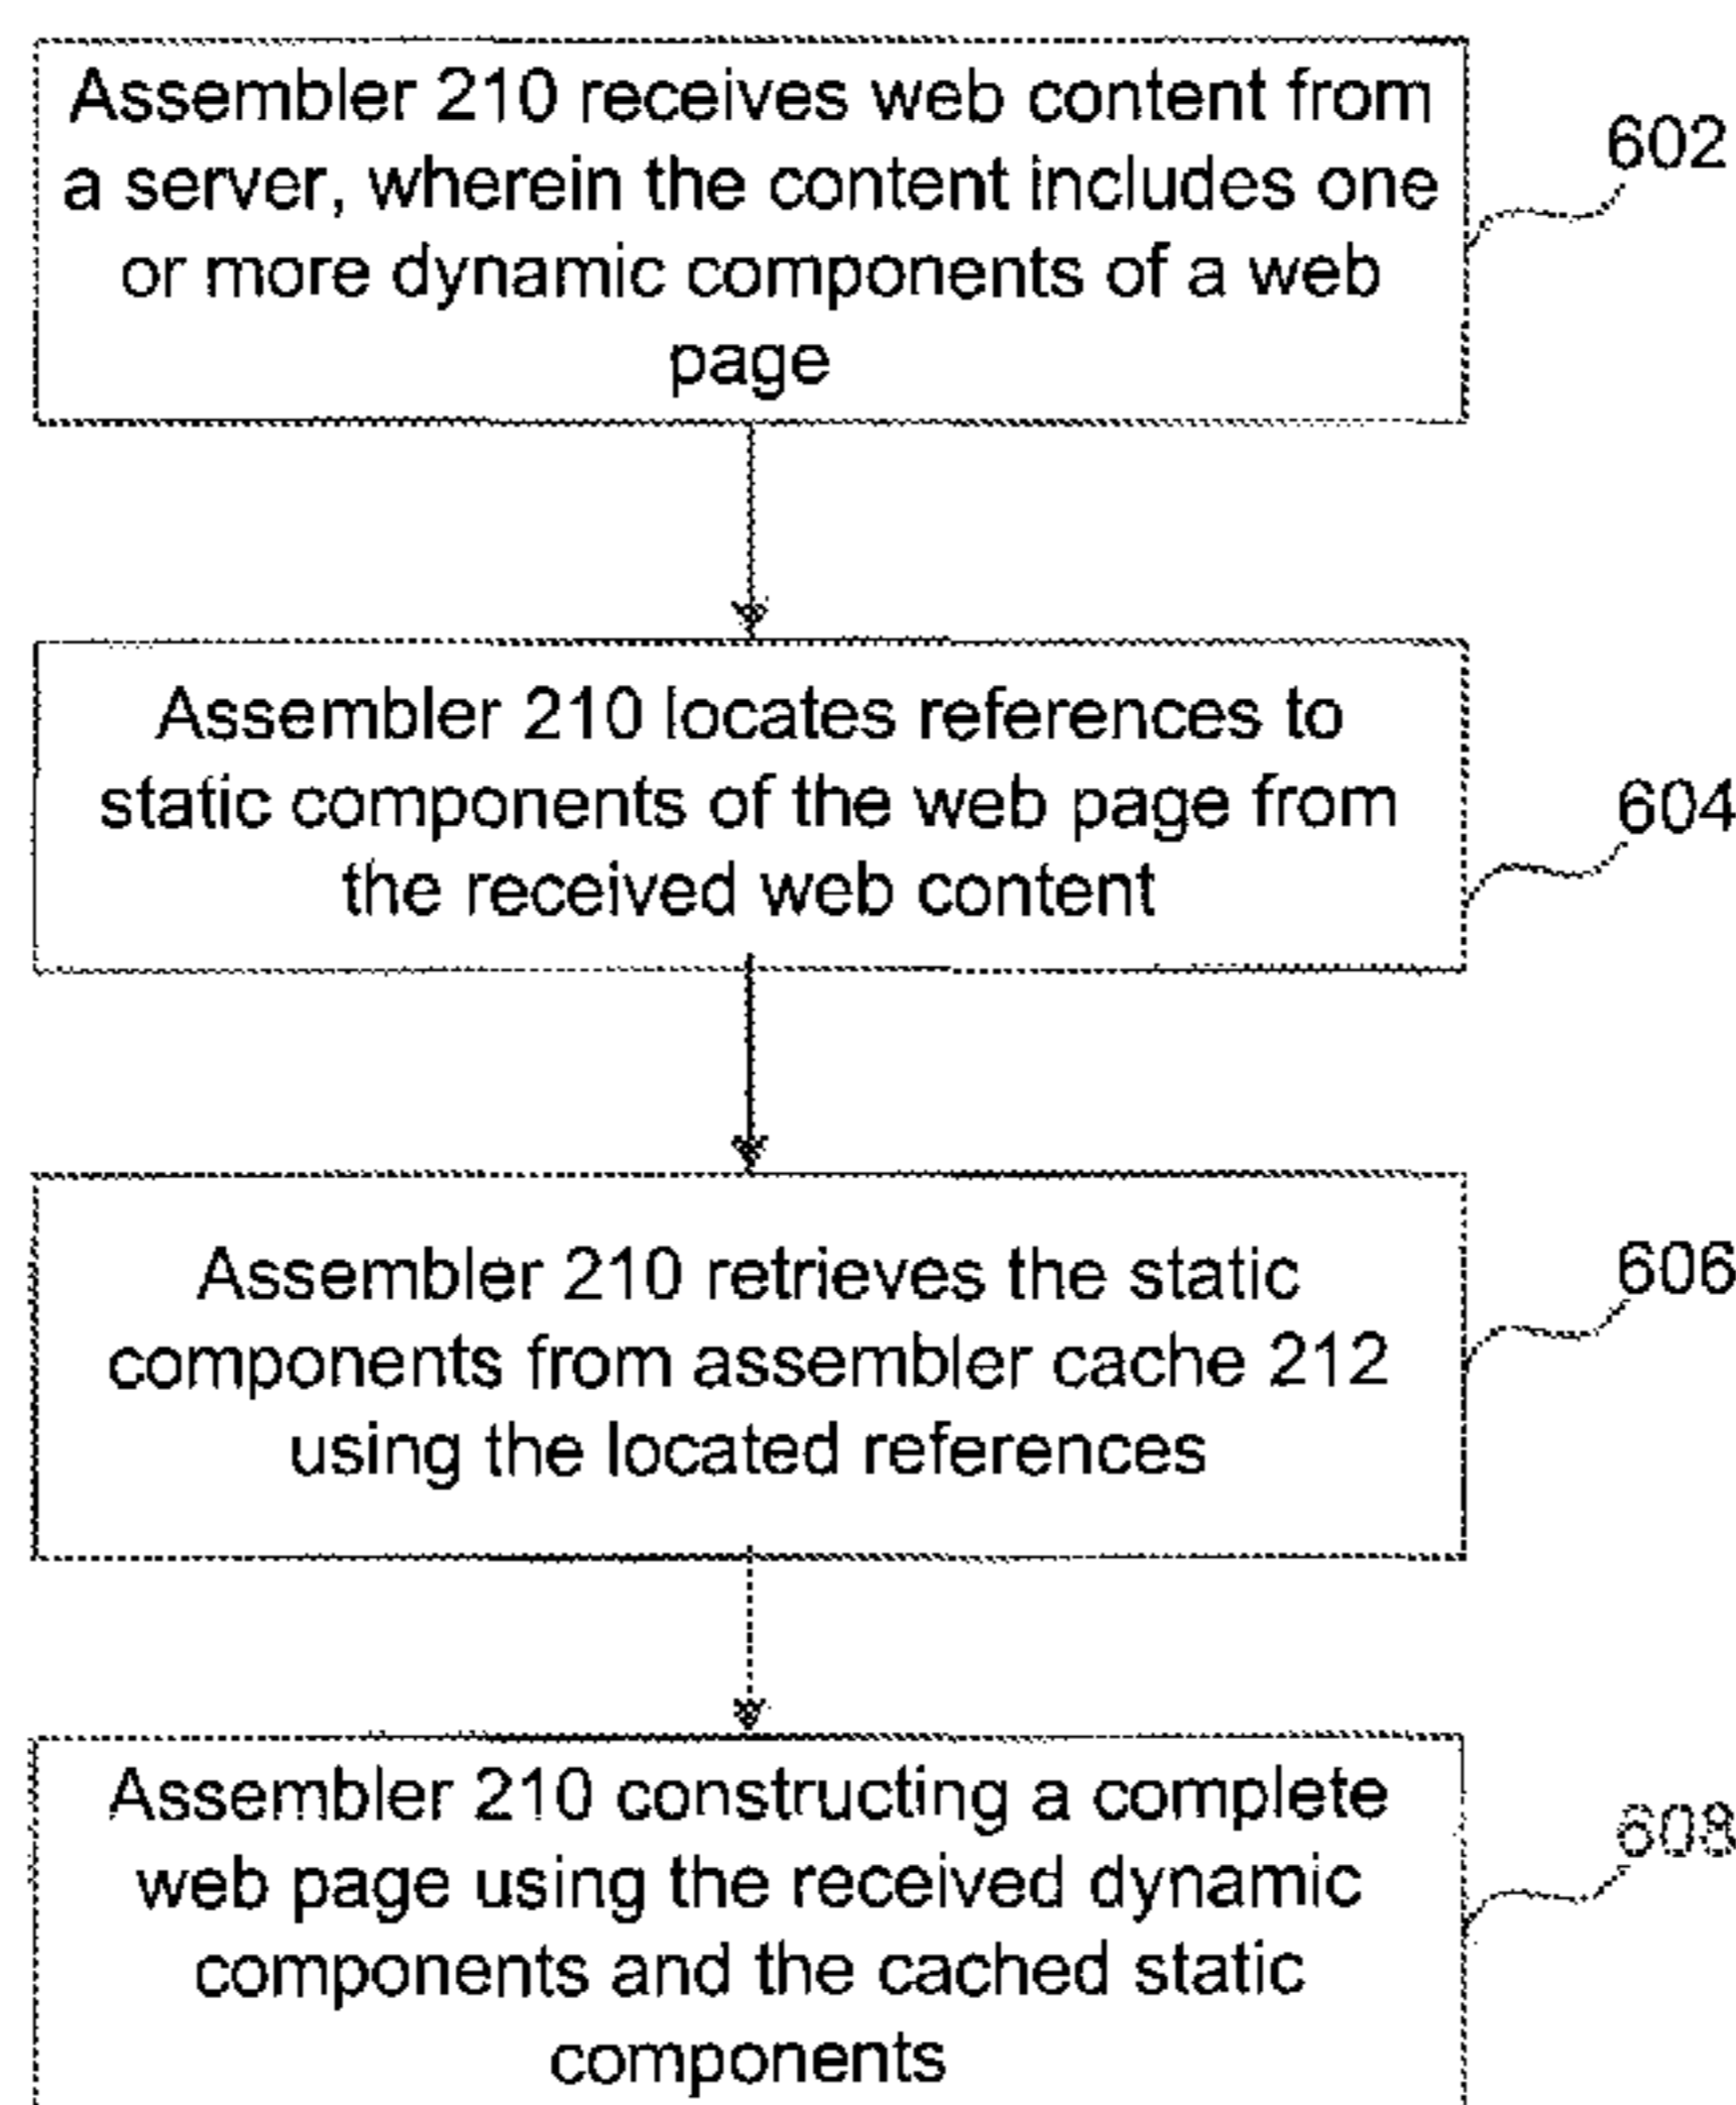 Assembler 210 receives web content from
a server, wherein the content includes one
or more dynamic components of a web
page
602
Assembler 210 locates references to
static components of the web page from
the received web content
604
Assembler 210 retrieves the static
components from assembler cache 212
using the located references
606
Assembler 210 constructing a complete
web page using the received dynamic
components and the cached static
components
608